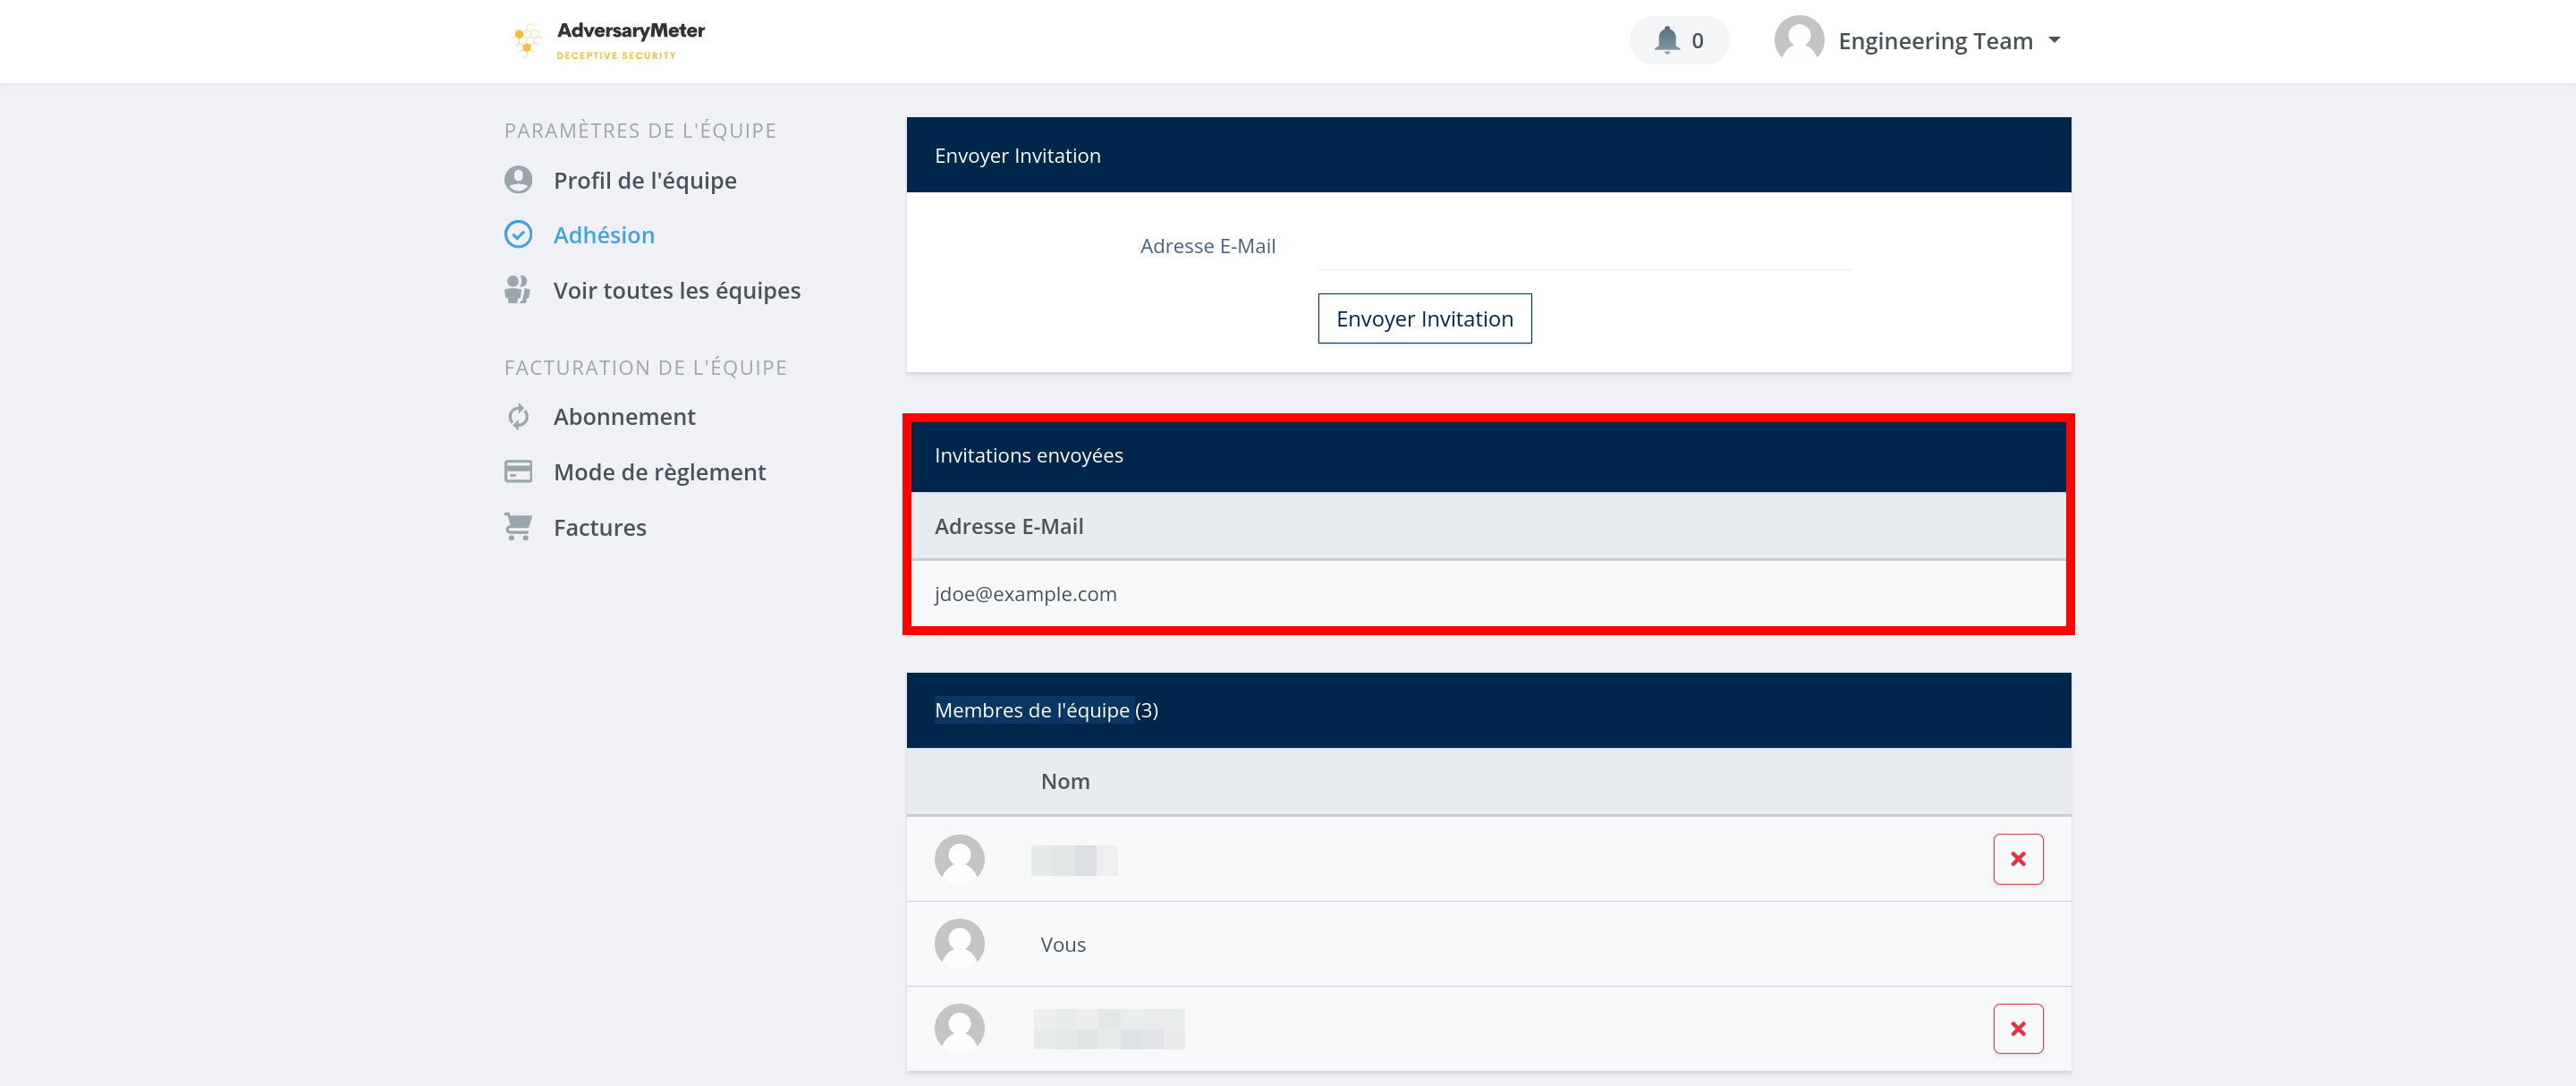 AdversaryMeter
DECEPTIVE SECURITY
0
Engineering Team
PARAMÈTRES DE L'ÉQUIPE
Profil de l'équipe
Adhésion
Voir toutes les équipes
FACTURATION DE L'ÉQUIPE
Abonnement
Mode de règlement
Factures
Envoyer Invitation
Adresse E-Mail
Envoyer Invitation
Invitations envoyées
Adresse E-Mail
jdoe@example.com
Membres de l'équipe (3)
Nom
Vous